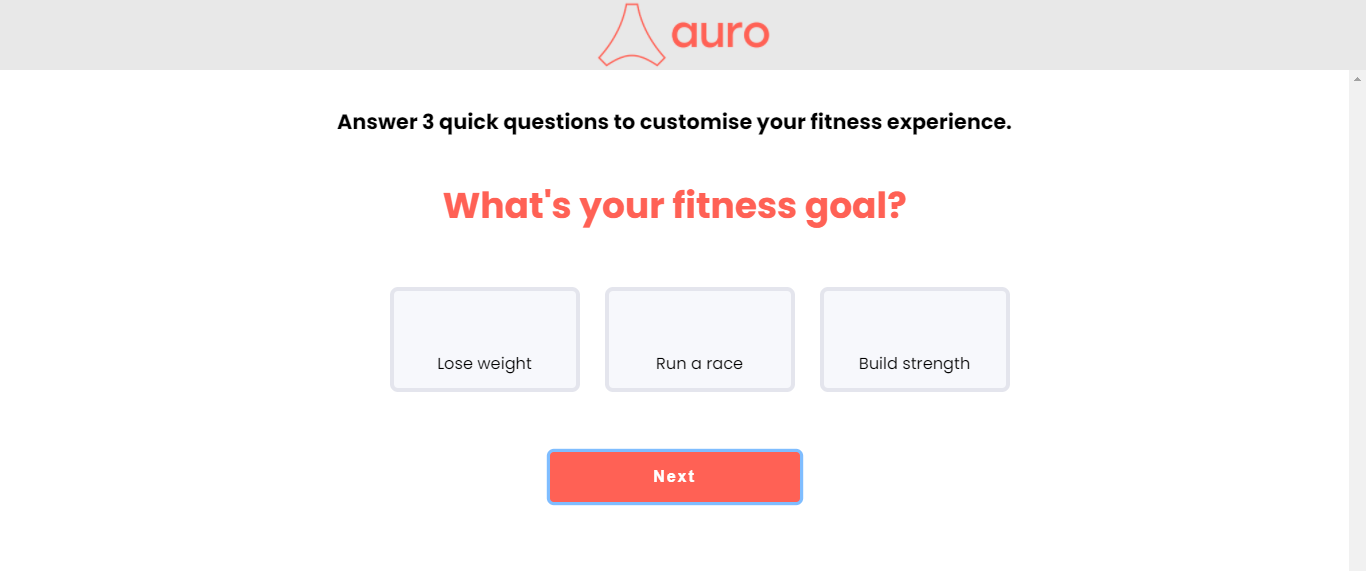 auro
Answer 3 quick questions to customise your fitness experience.
What's your fitness goal?
Lose weight
Run a race
Build strength
Next